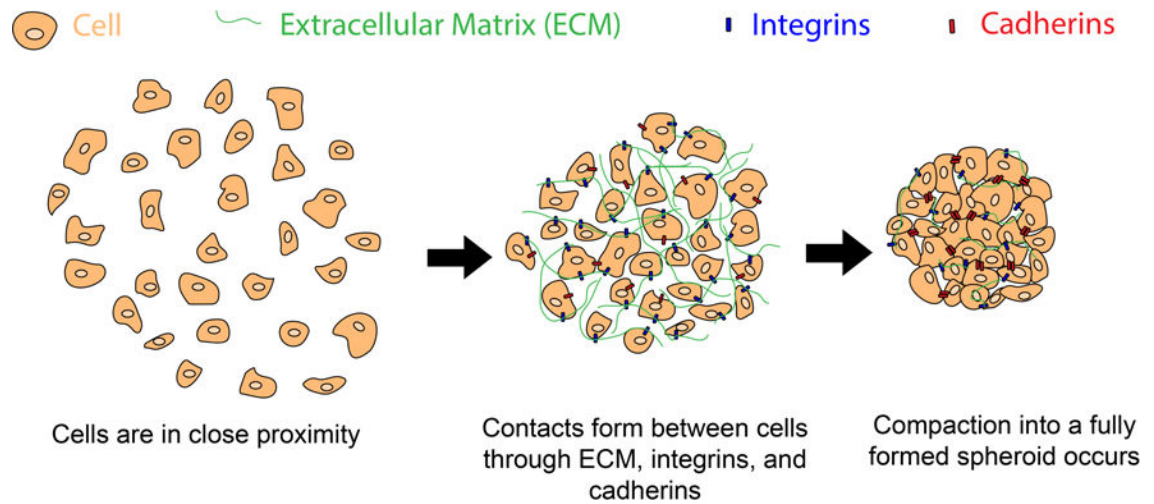 Cell
Extracellular Matrix (ECM)
Integrins
Cadherins
Cells are in close proximity
Contacts form between cells
through ECM, integrins, and
cadherins
Compaction into a fully
formed spheroid occurs